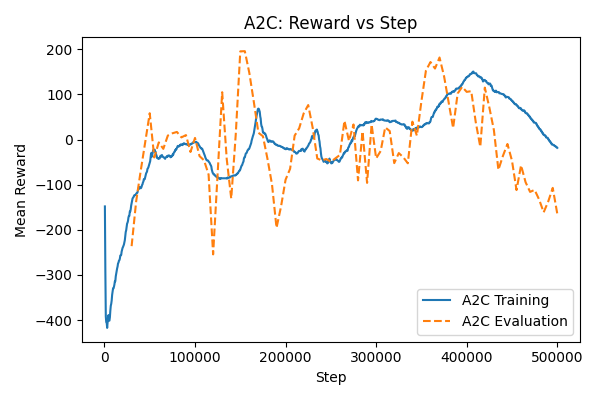 A2C: Reward vs Step
Mean Reward
200
100
0
−100
−200
−300
−400
0
100000
200000
300000
400000
500000
Step
A2C Training
A2C Evaluation